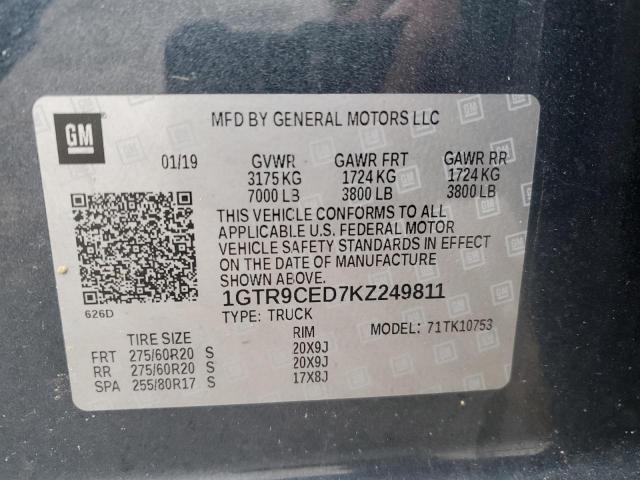 GM
MFD BY GENERAL MOTORS LLC
01/19 GVWR GAWR FRT GAWR RR
3175 KG 1724 KG 1724 KG
7000 LB 3800 LB 3800 LB
THIS VEHICLE CONFORMS TO ALL
APPLICABLE U.S. FEDERAL MOTOR
VEHICLE SAFETY STANDARDS IN EFFECT
ON THE DATE OF MANUFACTURE
SHOWN ABOVE.
626D
1GTR9CED7KZ249811
TYPE: TRUCK MODEL: 71TK10753
TIRE SIZE RIM
FRT 275/60R20 S 20X9J
RR 275/60R20 S 20X9J
SPA 255/80R17 S 17X8J